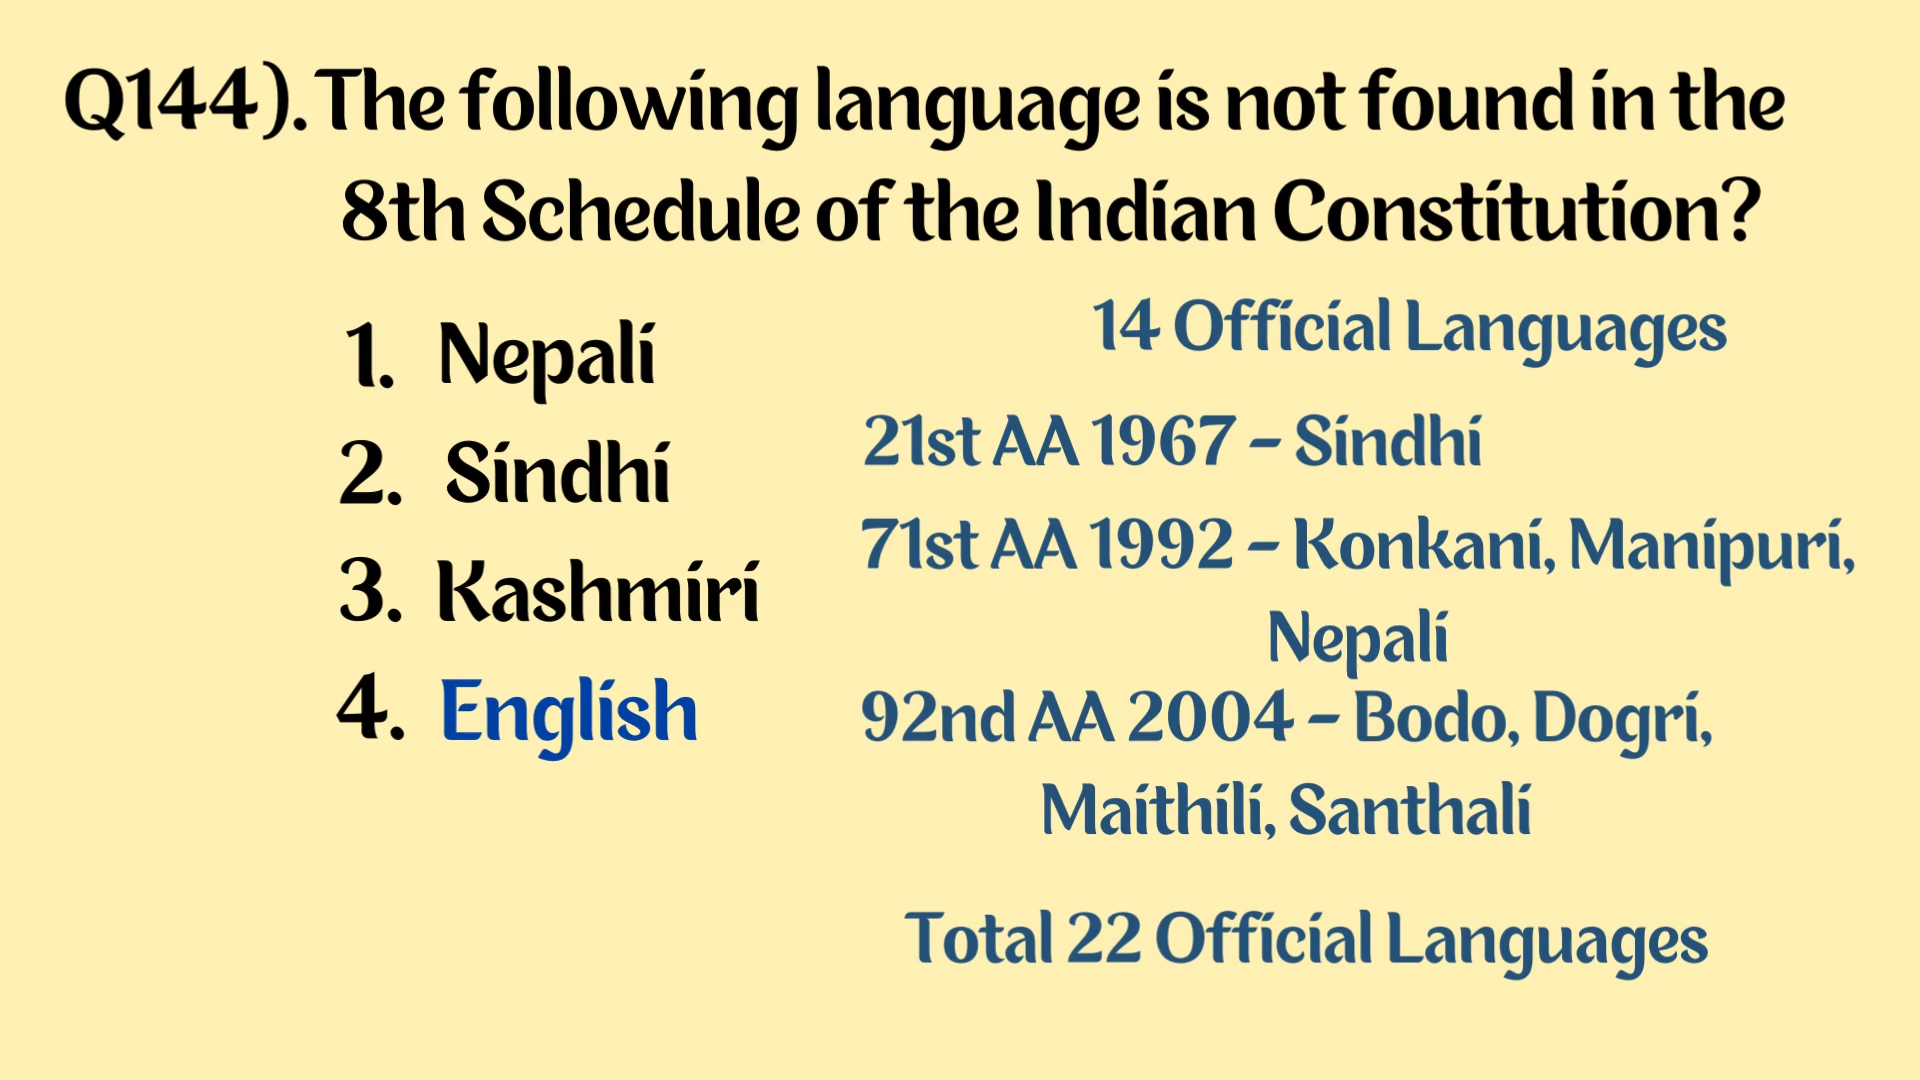 Q144). The following language is not found in the
8th Schedule of the Indian Constitution?
1. Nepali
2. Sindhi
3. Kashmiri
4. English
14 Official Languages
21st AA 1967 – Sindhi
71st AA 1992 – Konkani, Manipuri,
Nepali
92nd AA 2004 – Bodo, Dogri,
Maithili, Santhali
Total 22 Official Languages